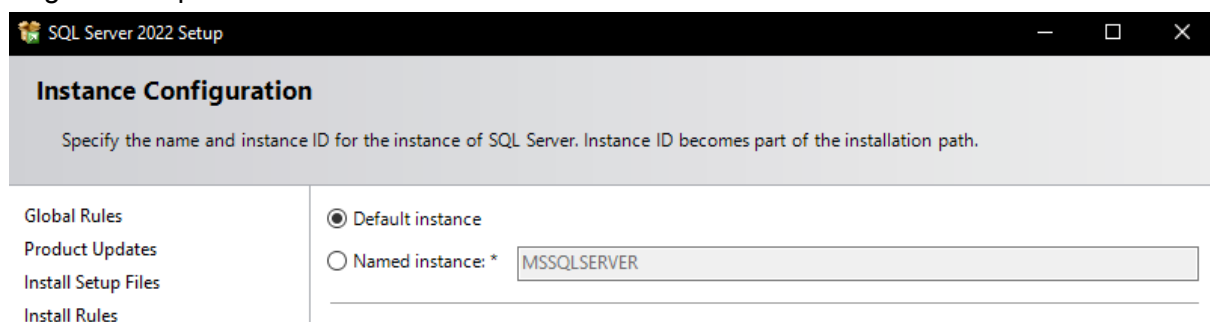 SQL Server 2022 Setup
Instance Configuration
Specify the name and instance ID for the instance of SQL Server. Instance ID becomes part of the installation path.
Global Rules
Product Updates
Install Setup Files
Install Rules
Default instance
Named instance: * MSSQLSERVER